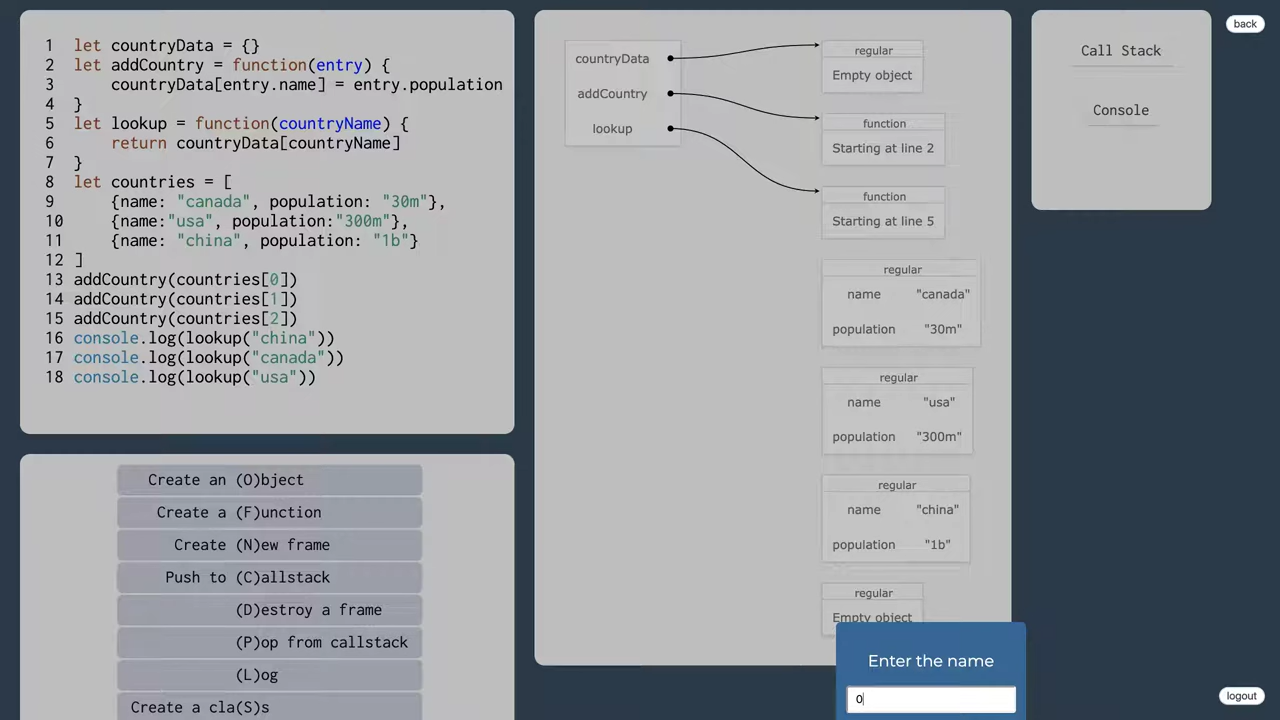 1 let countryData = {}
2 let addCountry = function(entry) {
3 countryData[entry.name] = entry.population
4 }
5 let lookup = function(countryName) {
6 return countryData[countryName]
7 }
8 let countries = [
9 {name: "canada", population: "30m"},
10 {name:"usa", population:"300m"},
11 {name: "china", population: "1b"}
12 ]
13 addCountry(countries[0])
14 addCountry(countries[1])
15 addCountry(countries[2])
16 console.log(lookup("china"))
17 console.log(lookup("canada"))
18 console.log(lookup("usa"))
Create an (O)bject
Create a (F)unction
Create (N)ew frame
Push to (C)allstack
(D)estroy a frame
(P)op from callstack
(L)og
Create a cla(S)s
countryData
addCountry
lookup
regular
Empty object
function
Starting at line 2
function
Starting at line 5
regular
name "canada"
population "30m"
regular
name "usa"
population "300m"
regular
name "china"
population "1b"
regular
Empty object
Enter the name
0
Call Stack
Console
back
logout